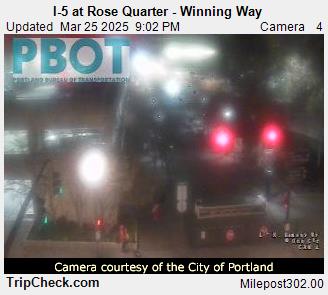 I-5 at Rose Quarter - Winning Way
Updated Mar 25 2025 9:02 PM Camera 4
PBOT
PORTLAND BUREAU OF TRANSPORTATION
Camera courtesy of the City of Portland
TripCheck.com
Milepost302.00